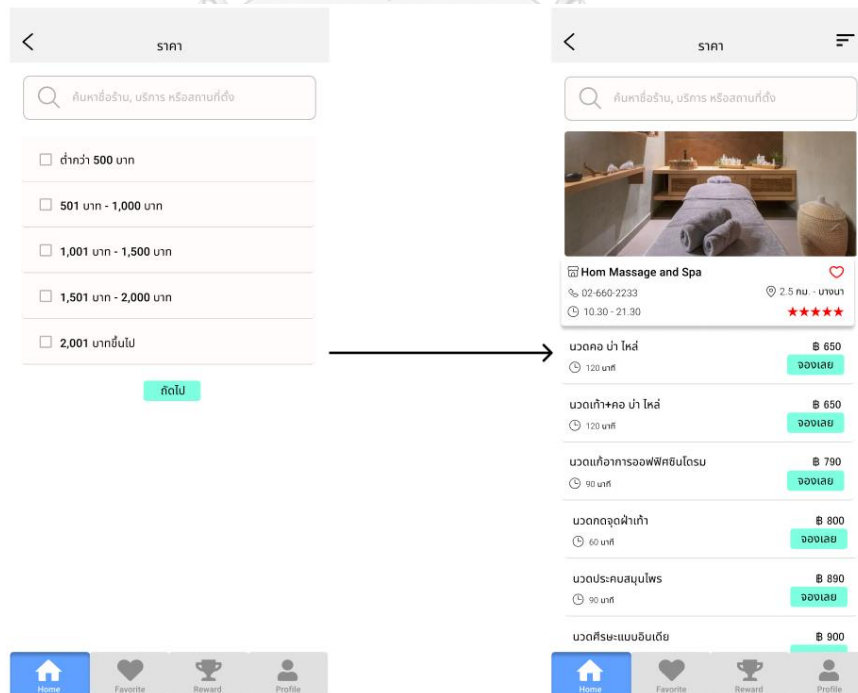 ราคา
ค้นหาชื่อร้าน, บริการ หรือสถานที่ตั้ง
ต่ำกว่า 500 บาท
501 บาท - 1,000 บาท
1,001 บาท - 1,500 บาท
1,501 บาท - 2,000 บาท
2,001 บาทขึ้นไป
ถัดไป
Home Favorite Reward Profile
ราคา
ค้นหาชื่อร้าน, บริการ หรือสถานที่ตั้ง
Hom Massage and Spa
02-660-2233 2.5 กม. - บางนา
10.30 - 21.30
นวดคอ บ่า ไหล่ ฿ 650
120 นาที จองเลย
นวดเท้า+คอ บ่า ไหล่ ฿ 650
120 นาที จองเลย
นวดแก้อาการออฟฟิศซินโดรม ฿ 790
90 นาที จองเลย
นวดกดจุดฝ่าเท้า ฿ 800
60 นาที จองเลย
นวดประคบสมุนไพร ฿ 890
90 นาที จองเลย
นวดศีรษะแบบอินเดีย ฿ 900
Home Favorite Reward Profile